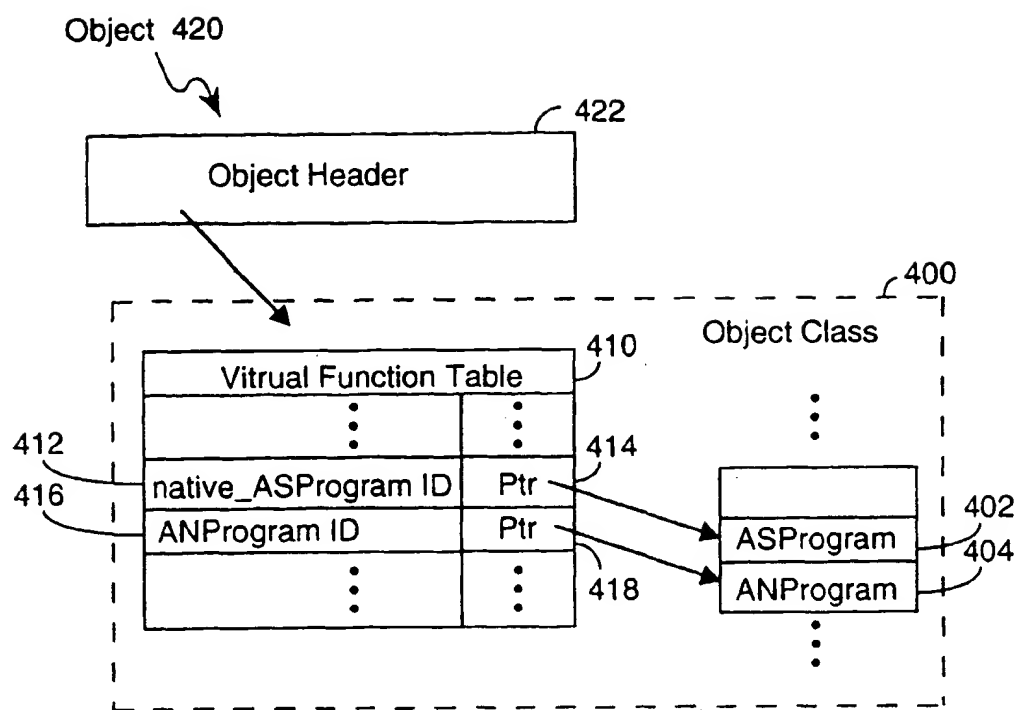 Object 420
422
Object Header
400
Object Class
410
Vitrual Function Table
412
414
native_ASProgram ID Ptr
416
ANProgram ID Ptr
418
402
ASProgram
404
ANProgram